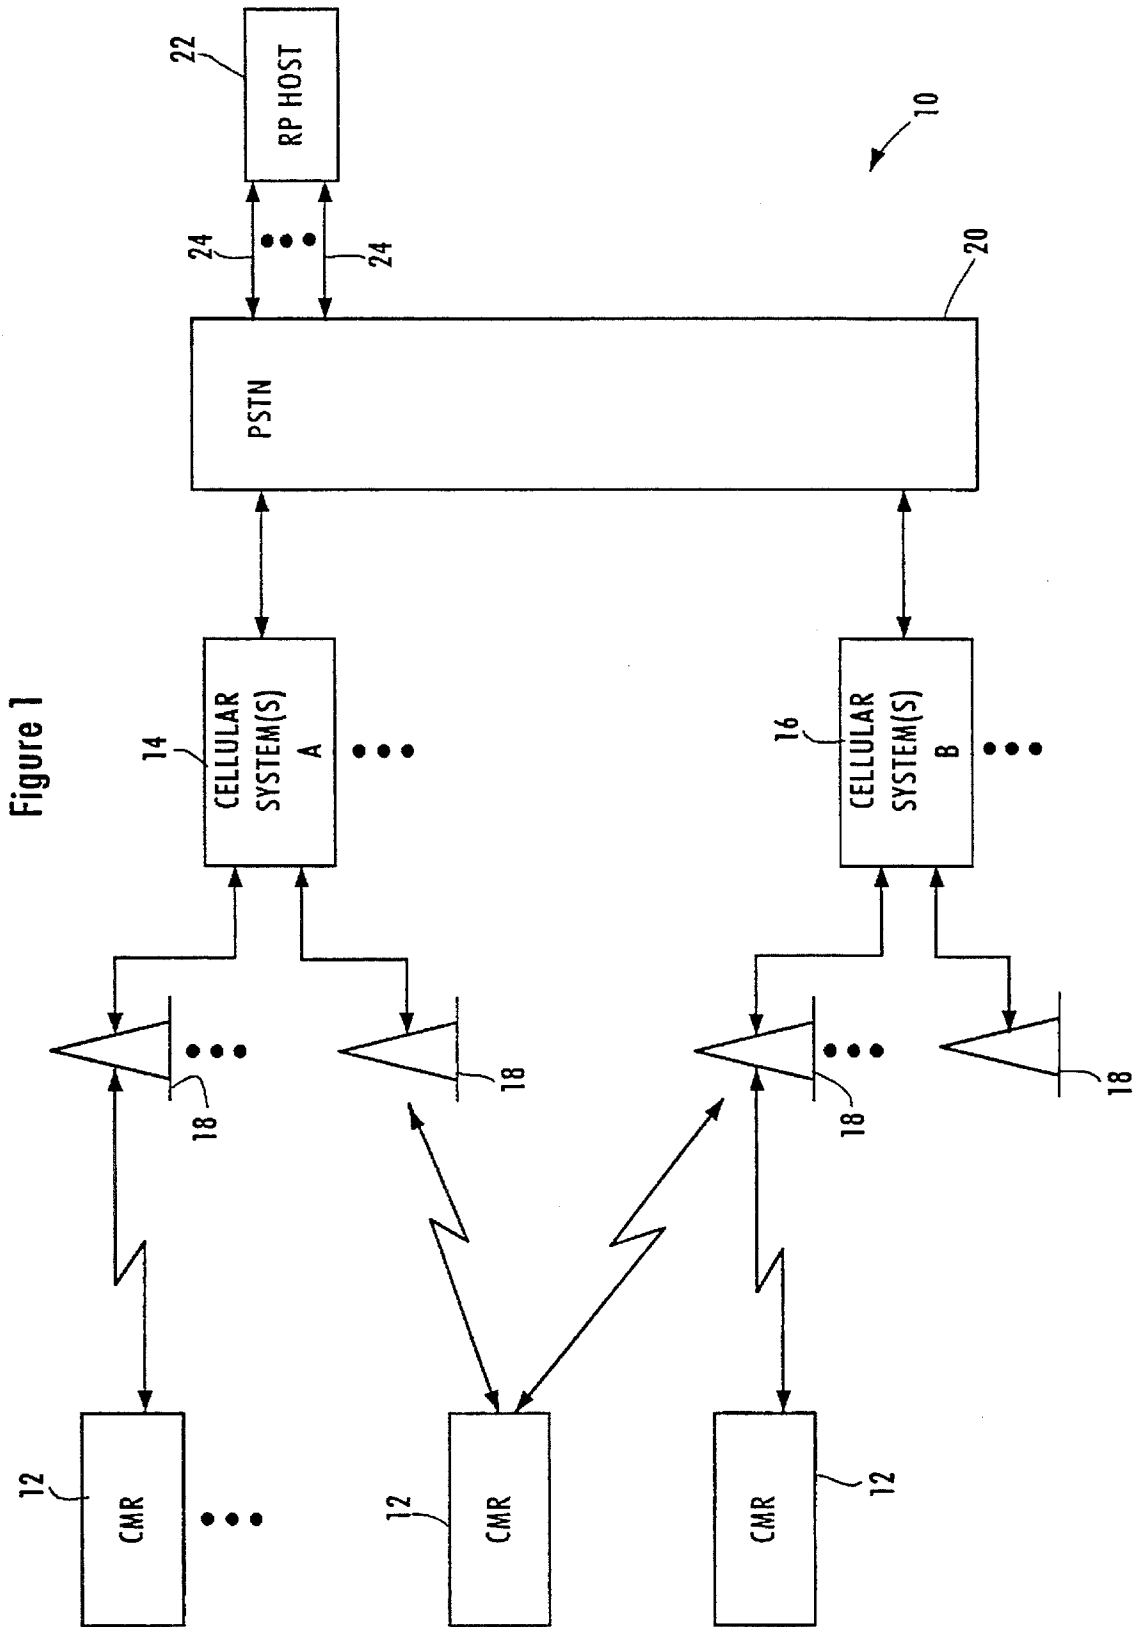 Figure 1
12
CMR
12
CMR
12
CMR
18
18
18
18
14
CELLULAR
SYSTEM(S)
A
16
CELLULAR
SYSTEM(S)
B
PSTN
20
24
24
22
RP HOST
10